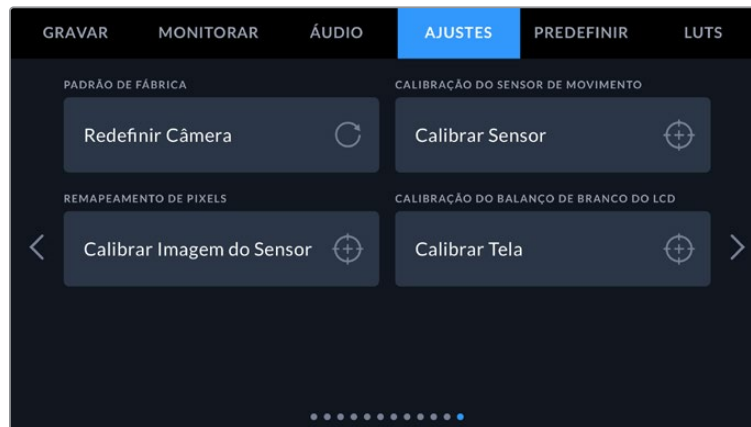 GRAVAR MONITORAR ÁUDIO AJUSTES PREDEFINIR LUTS
PADRÃO DE FÁBRICA
Redefinir Câmera
CALIBRAÇÃO DO SENSOR DE MOVIMENTO
Calibrar Sensor
REMAPEAMENTO DE PIXELS
Calibrar Imagem do Sensor
CALIBRAÇÃO DO BALANÇO DE BRANCO DO LCD
Calibrar Tela